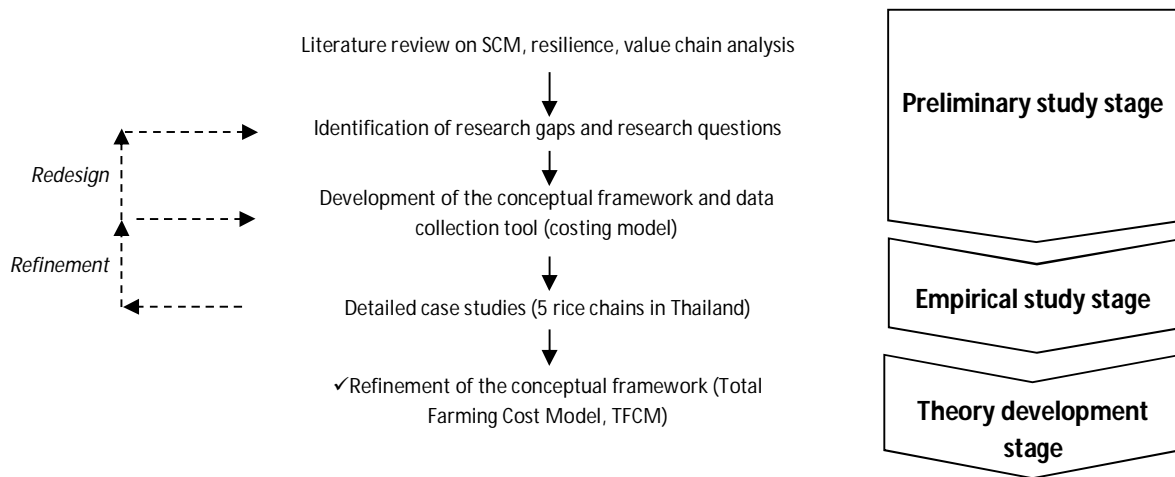 Literature review on SCM, resilience, value chain analysis
Identification of research gaps and research questions
Redesign
Development of the conceptual framework and data
collection tool (costing model)
Refinement
Detailed case studies (5 rice chains in Thailand)
✓Refinement of the conceptual framework (Total
Farming Cost Model, TFCM)
Preliminary study stage
Empirical study stage
Theory development
stage